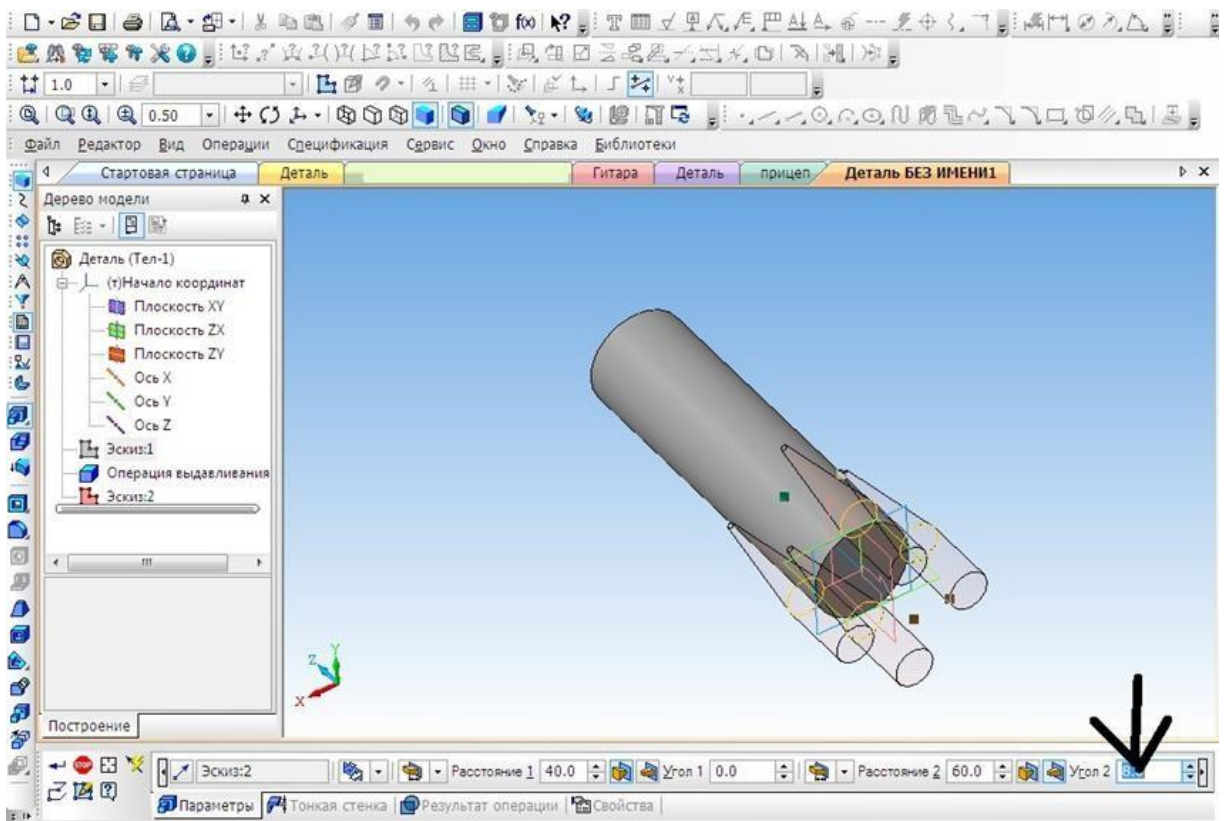 1.0
0.50
Файл Редактор Вид Операции Спецификация Сервис Окно Справка Библиотеки
Стартовая страница Деталь Гитара Деталь прицеп Деталь БЕЗ ИМЕНИ1
Дерево модели
Деталь (Тел-1)
(т)Начало координат
Плоскость XY
Плоскость ZX
Плоскость ZY
Ось X
Ось Y
Ось Z
Эскиз:1
Операция выдавливания
Эскиз:2
Y
Z
X
Построение
STOP Эскиз:2 Расстояние 1 40.0 Угол 1 0.0 Расстояние 2 60.0 Угол 2
Параметры Тонкая стенка Результат операции Свойства